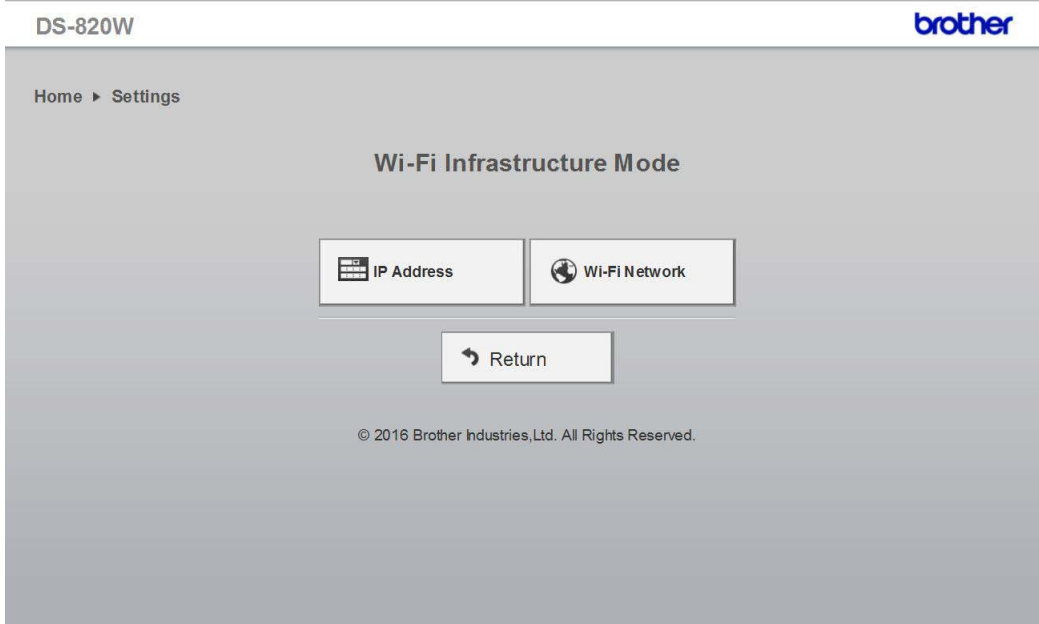 DS-820W
brother
Home ▸ Settings
Wi-Fi Infrastructure Mode
IP Address
Wi-Fi Network
Return
© 2016 Brother Industries,Ltd. All Rights Reserved.